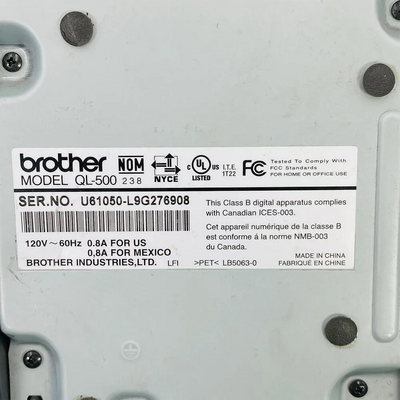 brother
NOM
NYCE
C UL US LISTED
I.T.E.
1T22
FC
Tested To Comply With
FCC Standards
FOR HOME OR OFFICE USE
MODEL QL-500 238
SER.NO. U61050-L9G276908
This Class B digital apparatus complies
with Canadian ICES-003.
Cet appareil numérique de la classe B
est conforme á la norme NMB-003
du Canada.
120V~60Hz 0.8A FOR US
0,8A FOR MEXICO
BROTHER INDUSTRIES,LTD. LFI >PET< LB5063-0
MADE IN CHINA
FABRIQUÉ EN CHINE